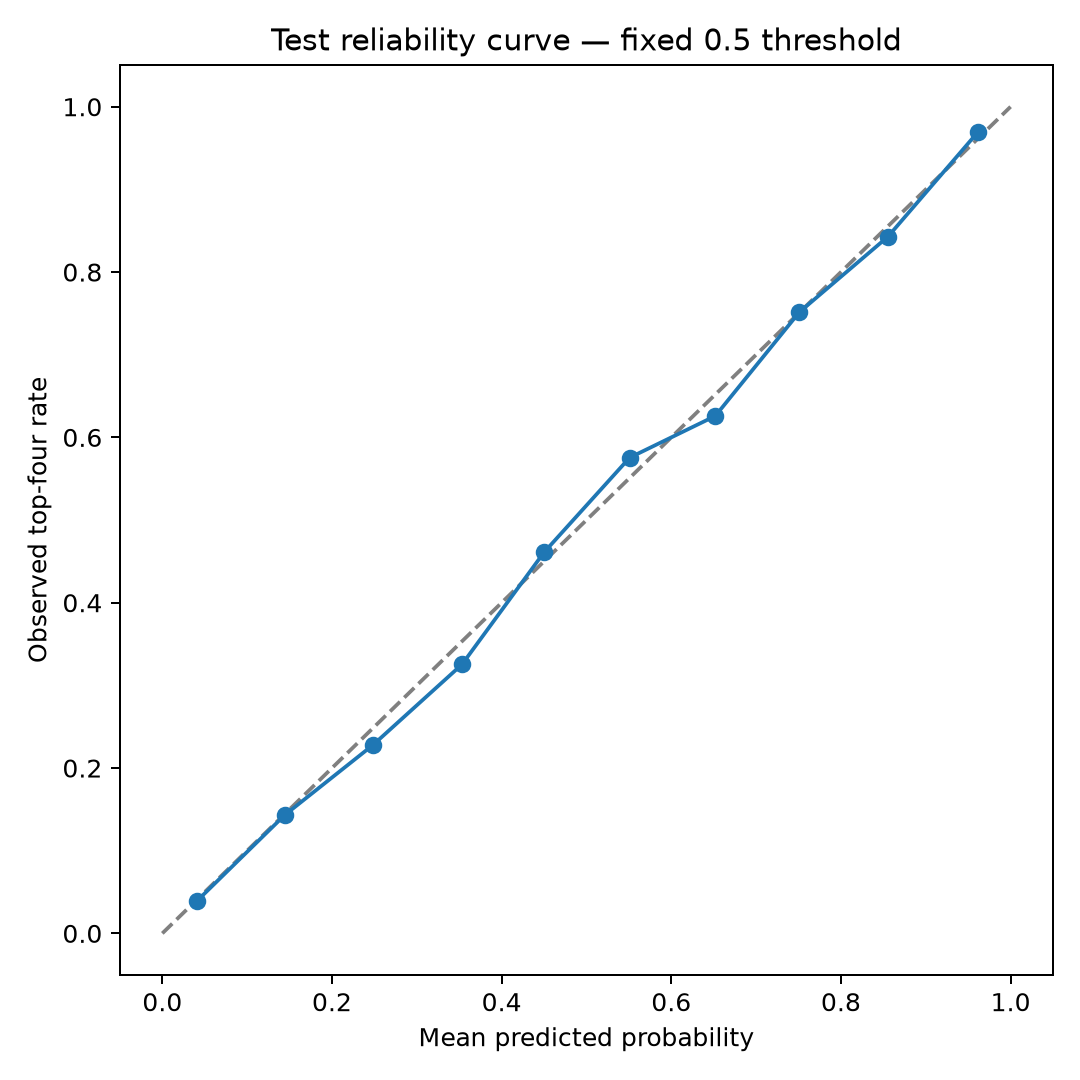 Test reliability curve — fixed 0.5 threshold
1.0
0.8
0.6
0.4
0.2
0.0
Observed top-four rate
0.0 0.2 0.4 0.6 0.8 1.0
Mean predicted probability